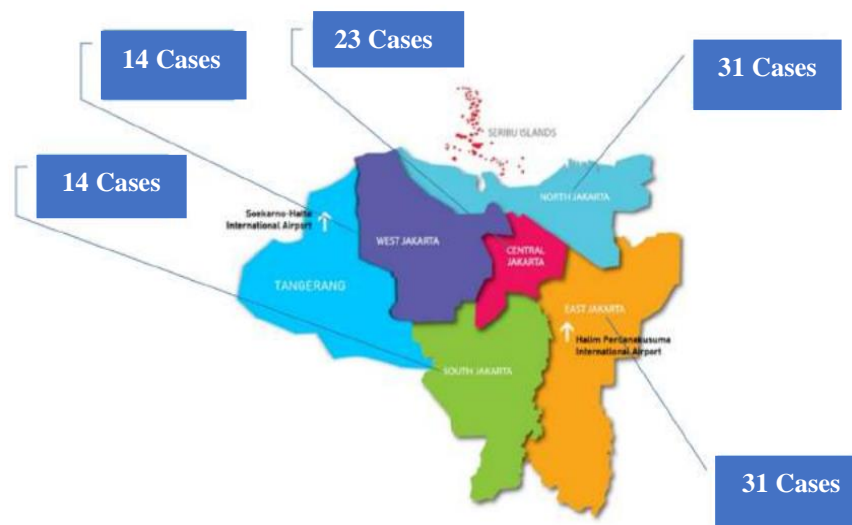 23 Cases
14 Cases
31 Cases
SERIBU ISLANDS
14 Cases
NORTH JAKARTA
Soekarno-Hatta
International Airport
WEST JAKARTA
CENTRAL
JAKARTA
TANGERANG
EAST JAKARTA
Halim Perdanakusuma
International Airport
SOUTH JAKARTA
31 Cases